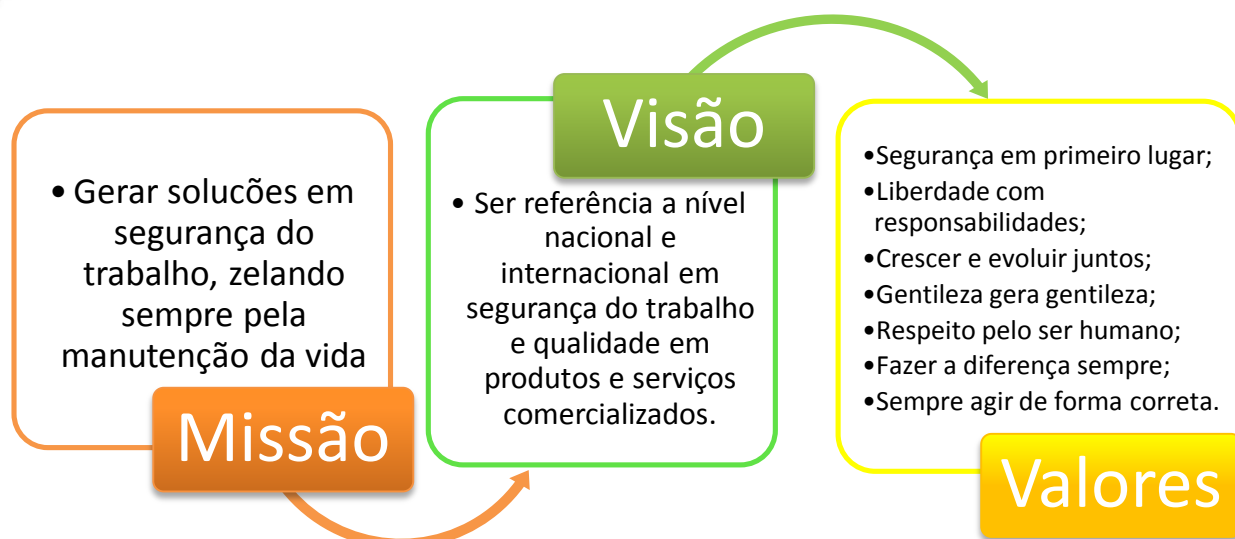 • Gerar soluções em
segurança do
trabalho, zelando
sempre pela
manutenção da vida
Missão
Visão
• Ser referência a nível
nacional e
internacional em
segurança do trabalho
e qualidade em
produtos e serviços
comercializados.
•Segurança em primeiro lugar;
•Liberdade com
responsabilidades;
•Crescer e evoluir juntos;
•Gentileza gera gentileza;
•Respeito pelo ser humano;
•Fazer a diferença sempre;
•Sempre agir de forma correta.
Valores